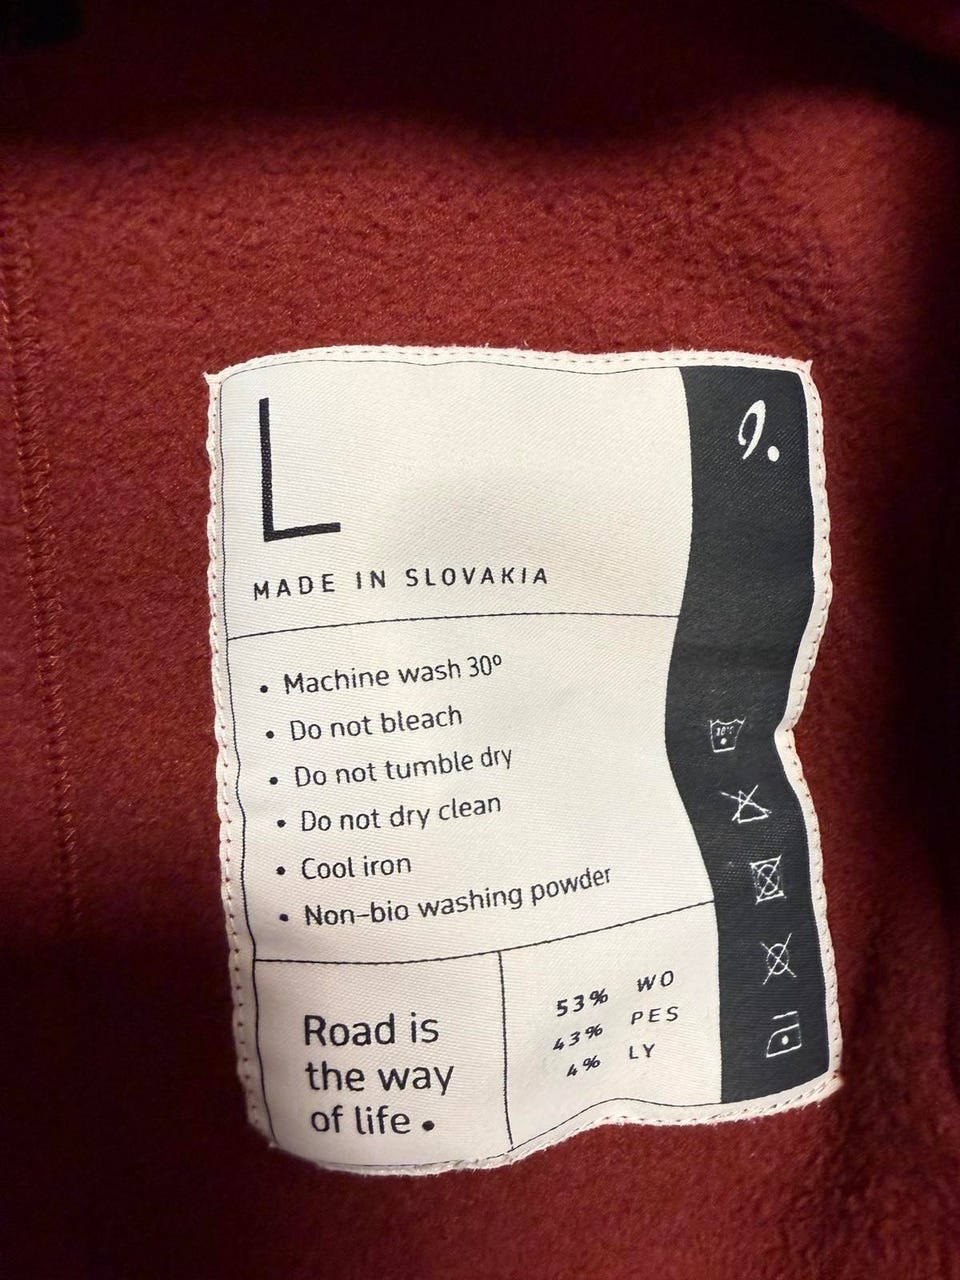 L
MADE IN SLOVAKIA
• Machine wash 30º
• Do not bleach
• Do not tumble dry
• Do not dry clean
• Cool iron
• Non-bio washing powder
Road is
the way
of life •
53% WO
43% PES
4% LY